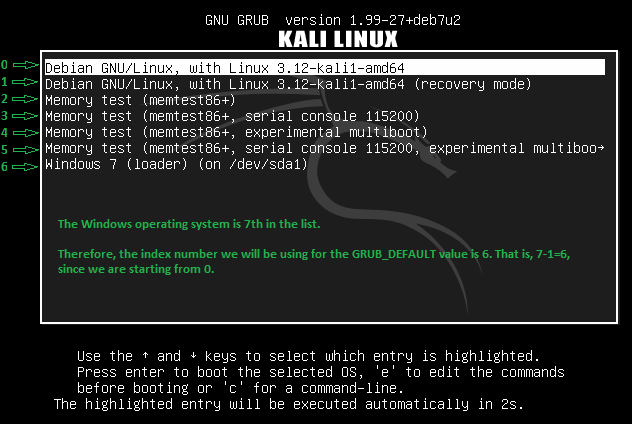 GNU GRUB  version 1.99-27+deb7u2
KALI LINUX
0 Debian GNU/Linux, with Linux 3.12-kali1-amd64
1 Debian GNU/Linux, with Linux 3.12-kali1-amd64 (recovery mode)
2 Memory test (memtest86+)
3 Memory test (memtest86+, serial console 115200)
4 Memory test (memtest86+, experimental multiboot)
5 Memory test (memtest86+, serial console 115200, experimental multiboo→
6 Windows 7 (loader) (on /dev/sda1)
The Windows operating system is 7th in the list.
Therefore, the index number we will be using for the GRUB_DEFAULT value is 6. That is, 7-1=6,
since we are starting from 0.
Use the ↑ and ↓ keys to select which entry is highlighted.
Press enter to boot the selected OS, 'e' to edit the commands
before booting or 'c' for a command-line.
The highlighted entry will be executed automatically in 2s.